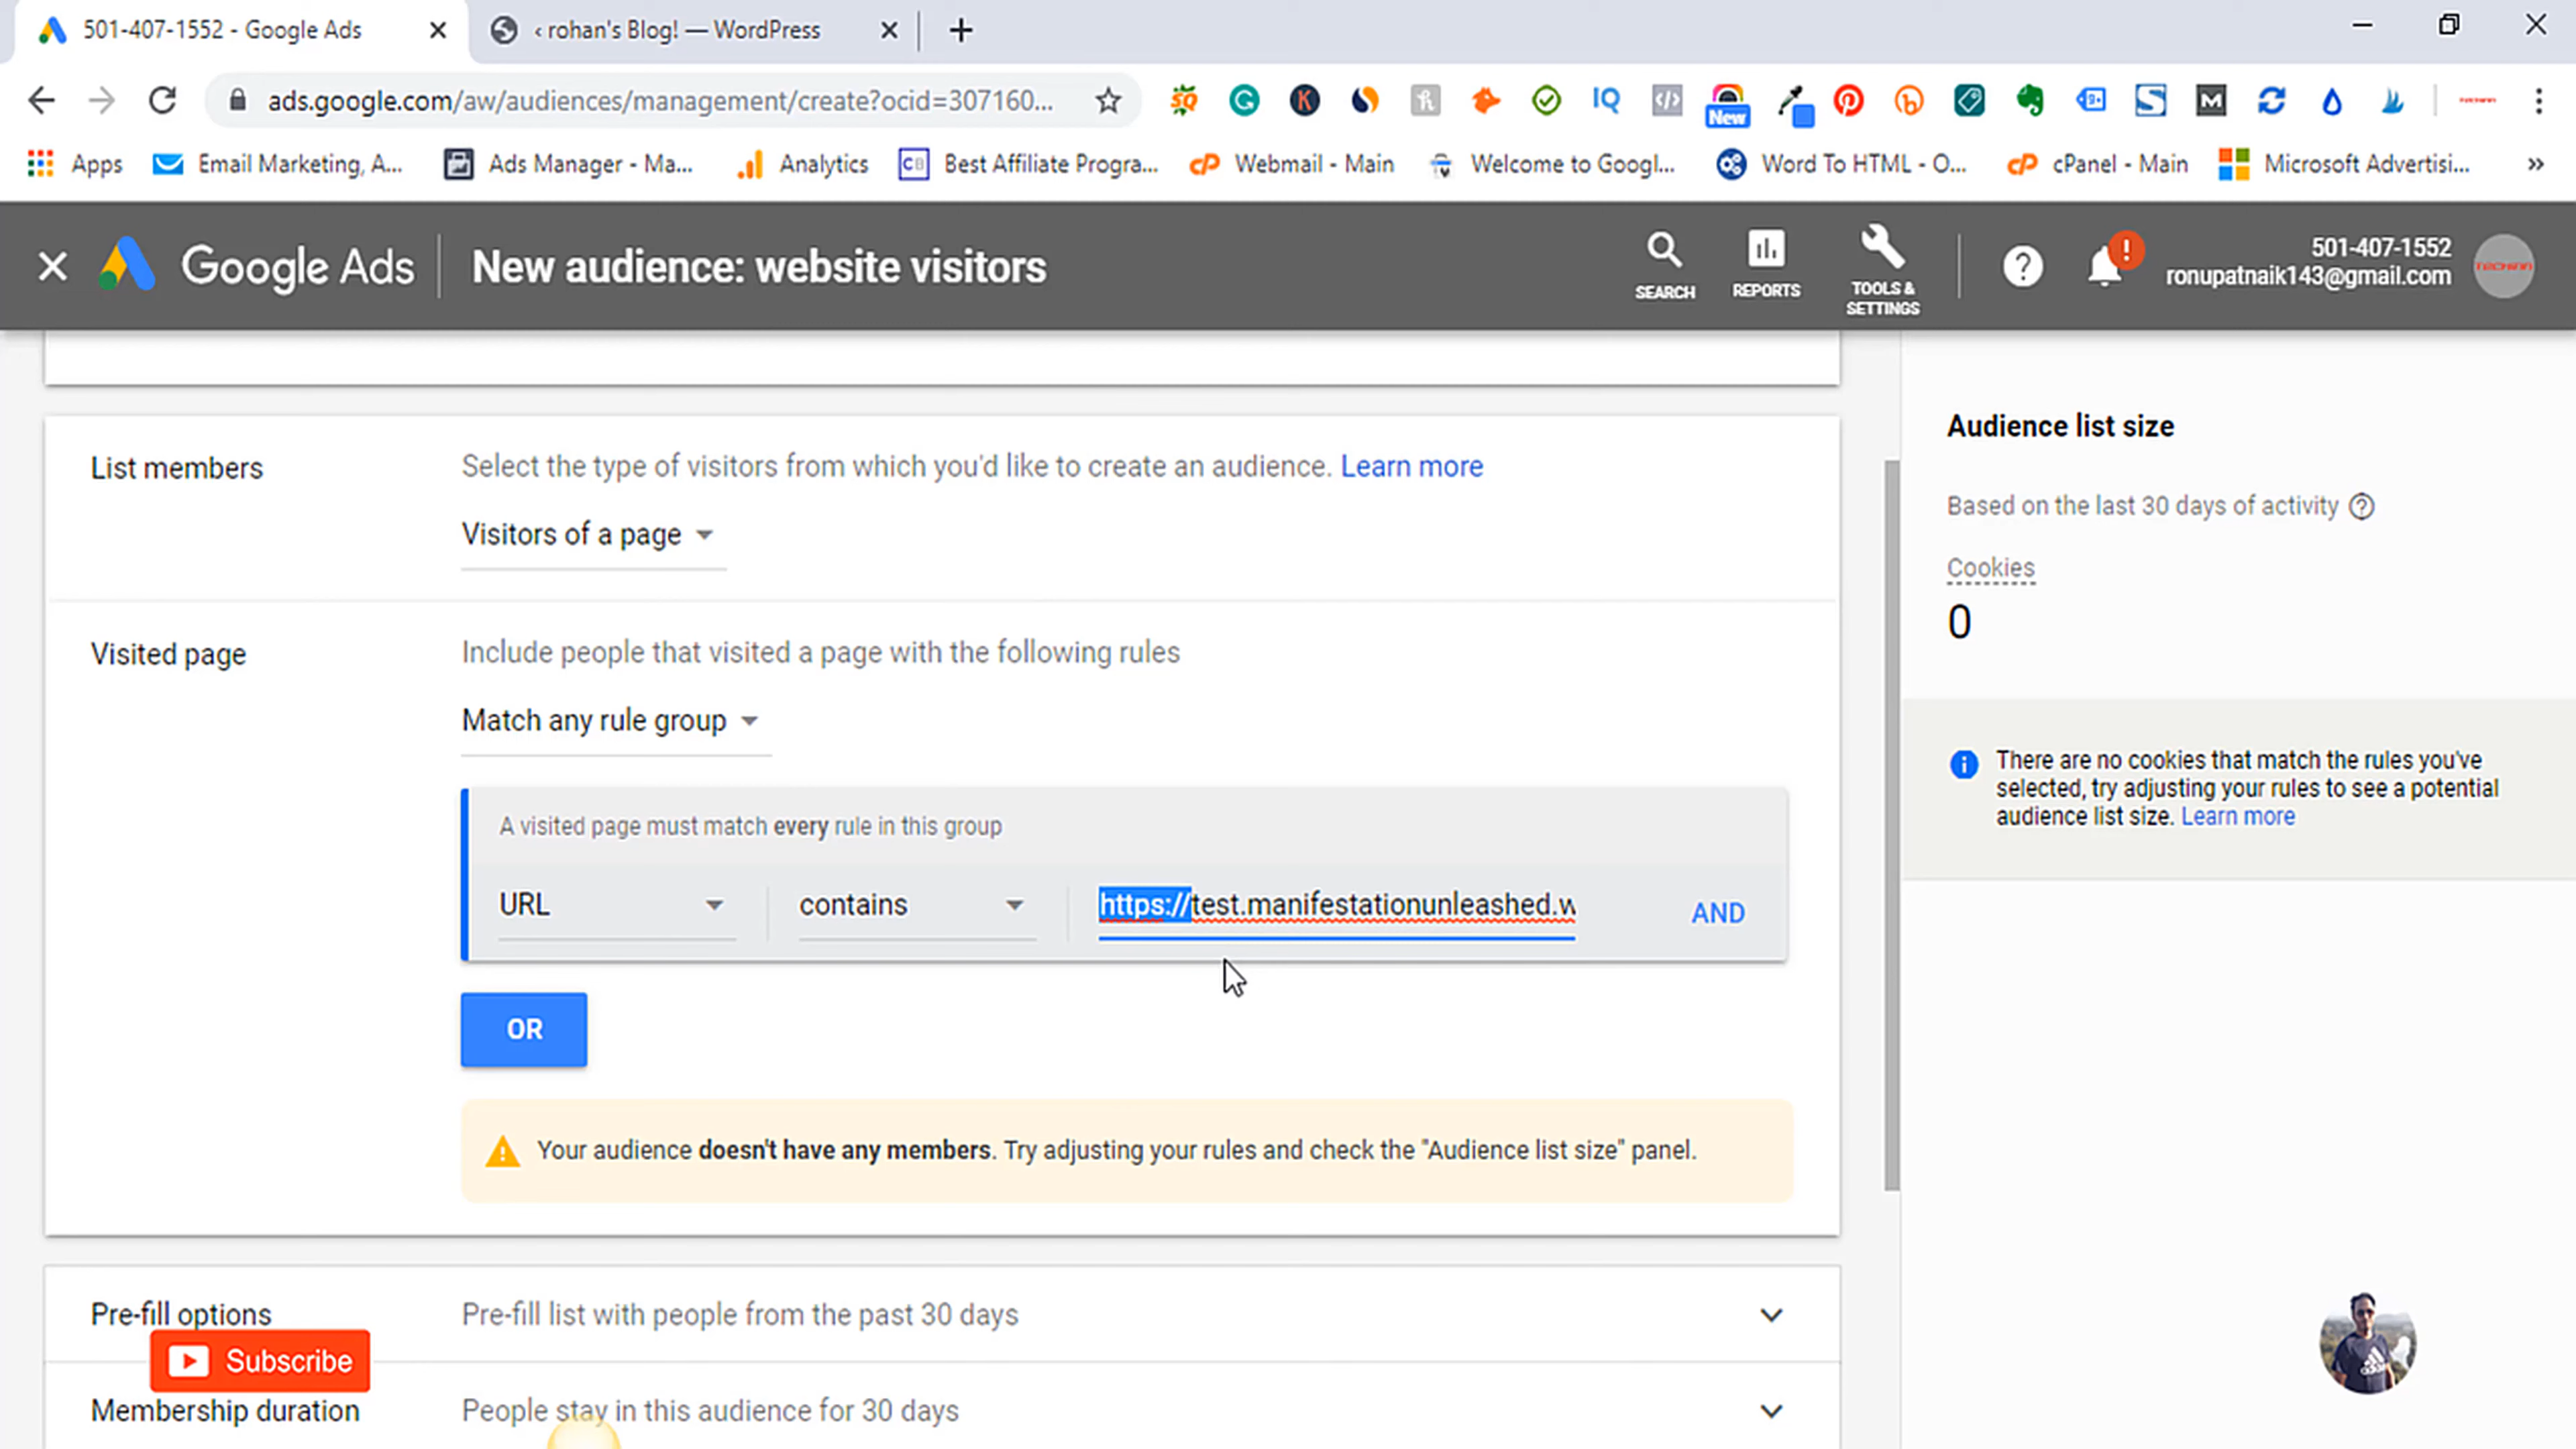 501-407-1552 - Google Ads
‹ rohan's Blog! — WordPress
ads.google.com/aw/audiences/management/create?ocid=307160...
New
Apps
Email Marketing, A...
Ads Manager - Ma...
Analytics
Best Affiliate Progra...
Webmail - Main
Welcome to Googl...
Word To HTML - O...
cPanel - Main
Microsoft Advertisi...
»
Google Ads
New audience: website visitors
SEARCH
REPORTS
TOOLS &
SETTINGS
501-407-1552
ronupatnaik143@gmail.com
List members
Select the type of visitors from which you'd like to create an audience. Learn more
Visitors of a page
Visited page
Include people that visited a page with the following rules
Match any rule group
A visited page must match every rule in this group
URL
contains
https://test.manifestationunleashed.w
AND
OR
Your audience doesn't have any members. Try adjusting your rules and check the "Audience list size" panel.
Pre-fill options
Pre-fill list with people from the past 30 days
Subscribe
Membership duration
People stay in this audience for 30 days
Audience list size
Based on the last 30 days of activity
Cookies
0
There are no cookies that match the rules you've
selected, try adjusting your rules to see a potential
audience list size. Learn more